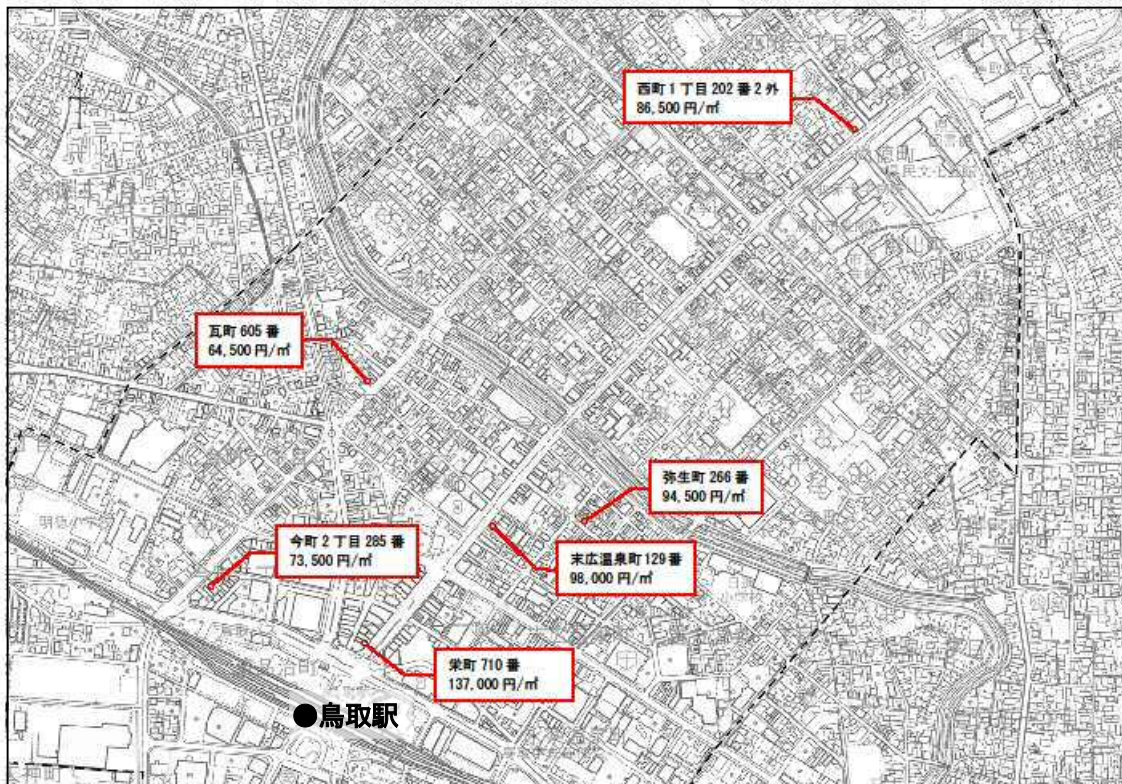 西町1丁目202番2外
86,500円/㎡
瓦町605番
64,500円/㎡
弥生町266番
94,500円/㎡
今町2丁目285番
73,500円/㎡
末広温泉町129番
98,000円/㎡
栄町710番
137,000円/㎡
●鳥取駅